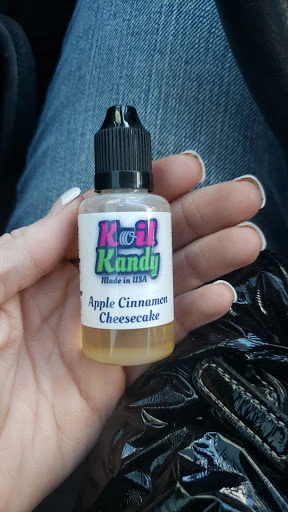 Koil
Kandy
Made in USA
Apple Cinnamon
Cheesecake